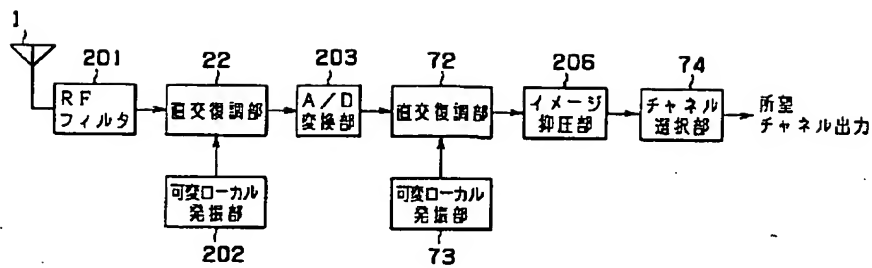 1
201
22
203
72
206
74
RF
フィルタ
直交復調部
A/D
変換部
直交復調部
イメージ
抑圧部
チャネル
選択部
所望
チャネル出力
可変ローカル
発振部
可変ローカル
発振部
202
73